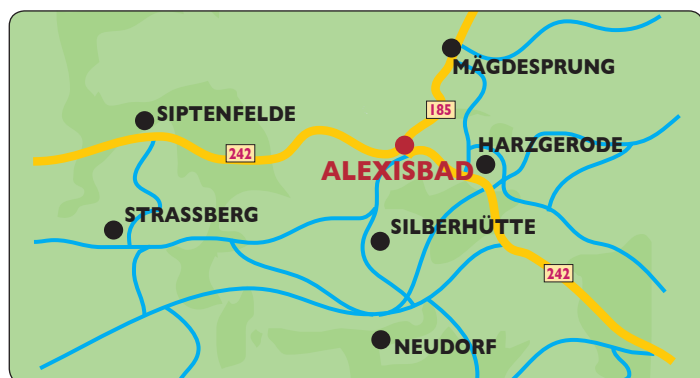 MÄGDESPRUNG
185
SIPTENFELDE
242
HARZGERODE
ALEXISBAD
STRASSBERG
SILBERHÜTTE
242
NEUDORF